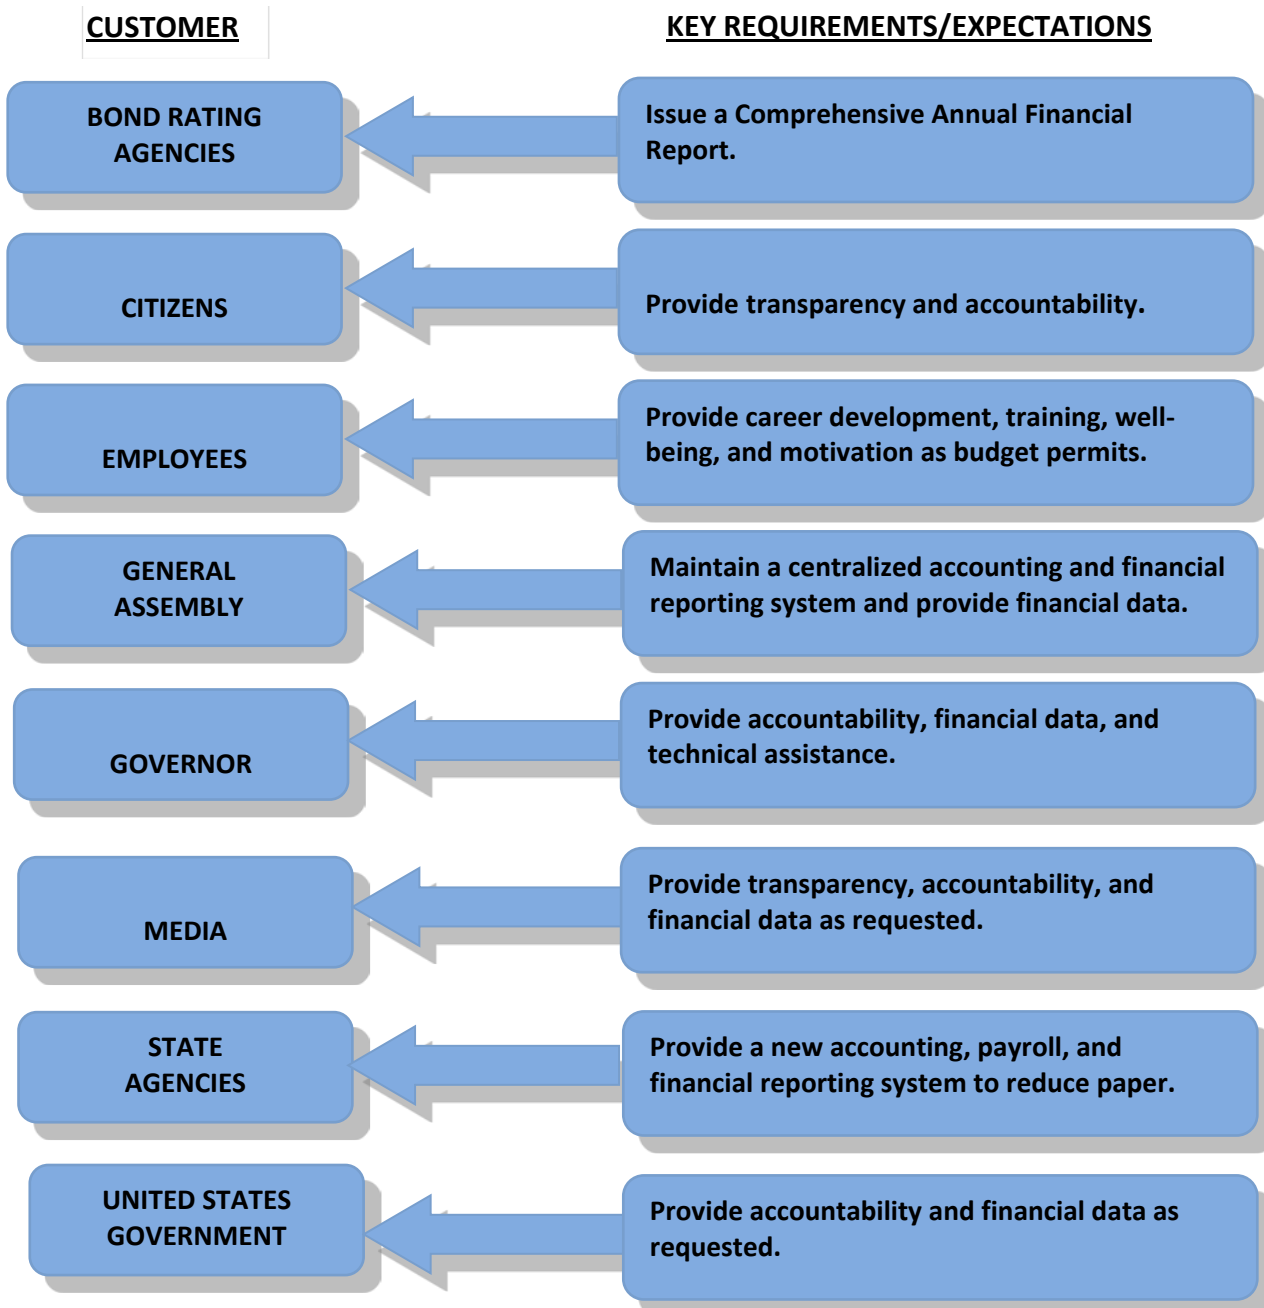 CUSTOMER
KEY REQUIREMENTS/EXPECTATIONS
BOND RATING
AGENCIES
Issue a Comprehensive Annual Financial
Report.
CITIZENS
Provide transparency and accountability.
EMPLOYEES
Provide career development, training, well-
being, and motivation as budget permits.
GENERAL
ASSEMBLY
Maintain a centralized accounting and financial
reporting system and provide financial data.
GOVERNOR
Provide accountability, financial data, and
technical assistance.
MEDIA
Provide transparency, accountability, and
financial data as requested.
STATE
AGENCIES
Provide a new accounting, payroll, and
financial reporting system to reduce paper.
UNITED STATES
GOVERNMENT
Provide accountability and financial data as
requested.